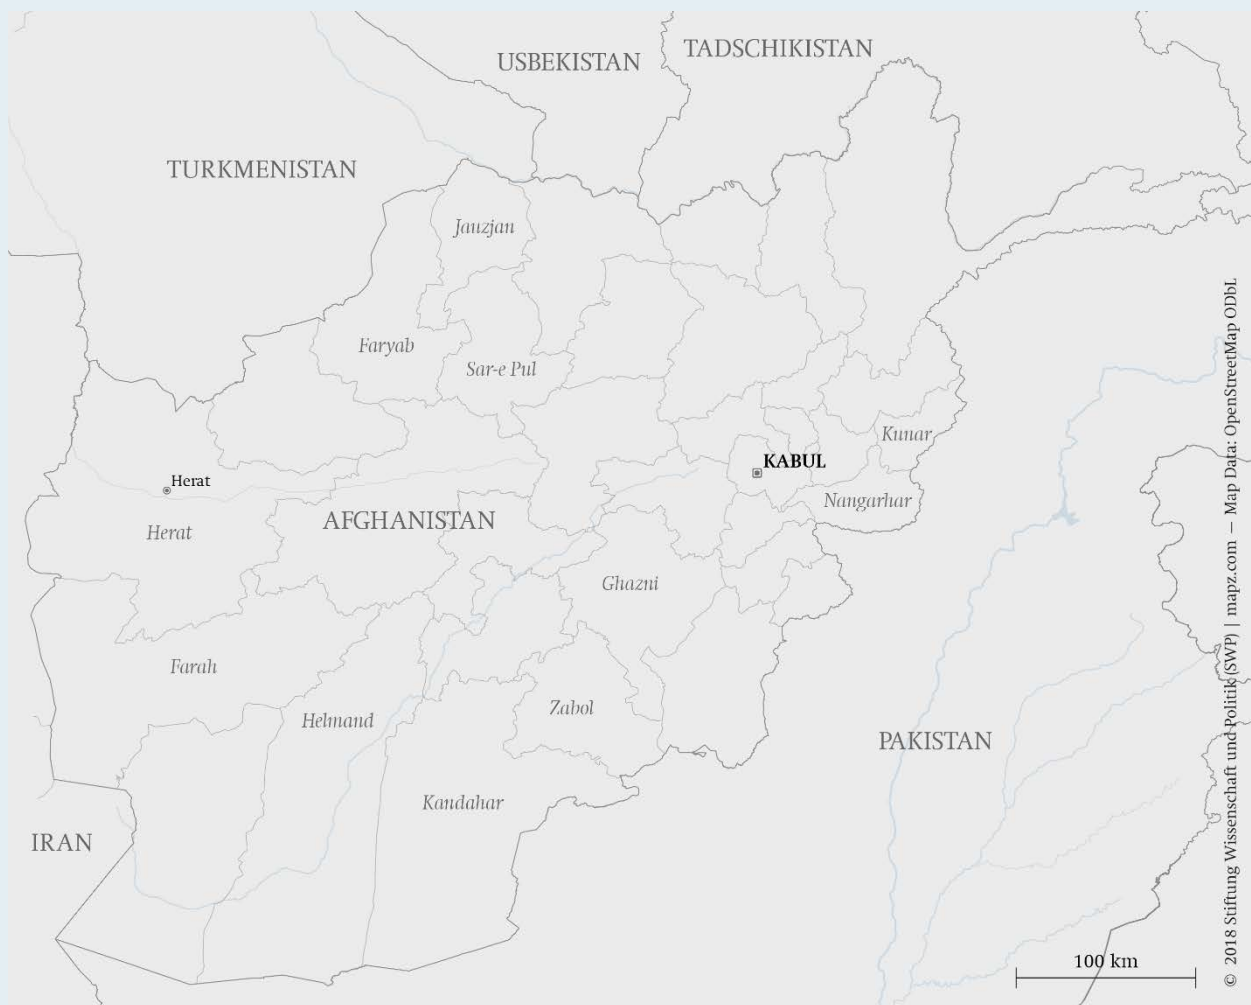 USBEKISTAN
TADSCHIKISTAN
TURKMENISTAN
Jauzjan
Faryab
Sar-e Pul
Kunar
KABUL
Herat
Nangarhar
AFGHANISTAN
Herat
Ghazni
Farah
Zabol
Helmand
PAKISTAN
Kandahar
IRAN
100 km
© 2018 Stiftung Wissenschaft und Politik (SWP) | mapz.com – Map Data: OpenStreetMap ODbL